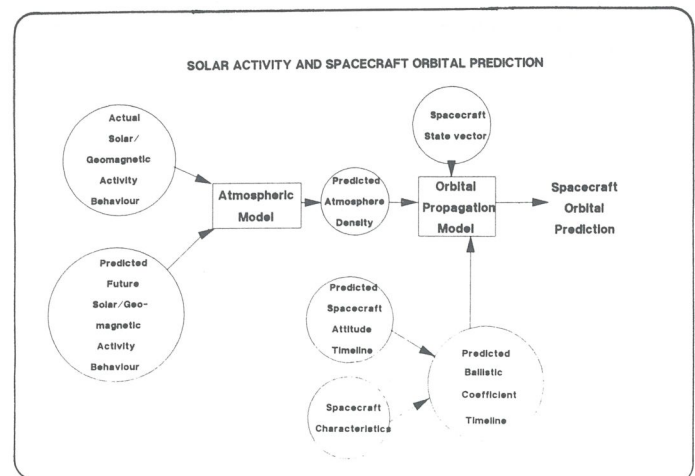 SOLAR ACTIVITY AND SPACECRAFT ORBITAL PREDICTION
Actual
Solar/
Geomagnetic
Activity
Behaviour
Predicted
Future
Solar/Geo-
magnetic
Activity
Behaviour
Atmospheric
Model
Predicted
Atmosphere
Density
Spacecraft
State vector
Orbital
Propagation
Model
Spacecraft
Orbital
Prediction
Predicted
Spacecraft
Attitude
Timeline
Spacecraft
Characteristics
Predicted
Ballistic
Coefficient
Timeline